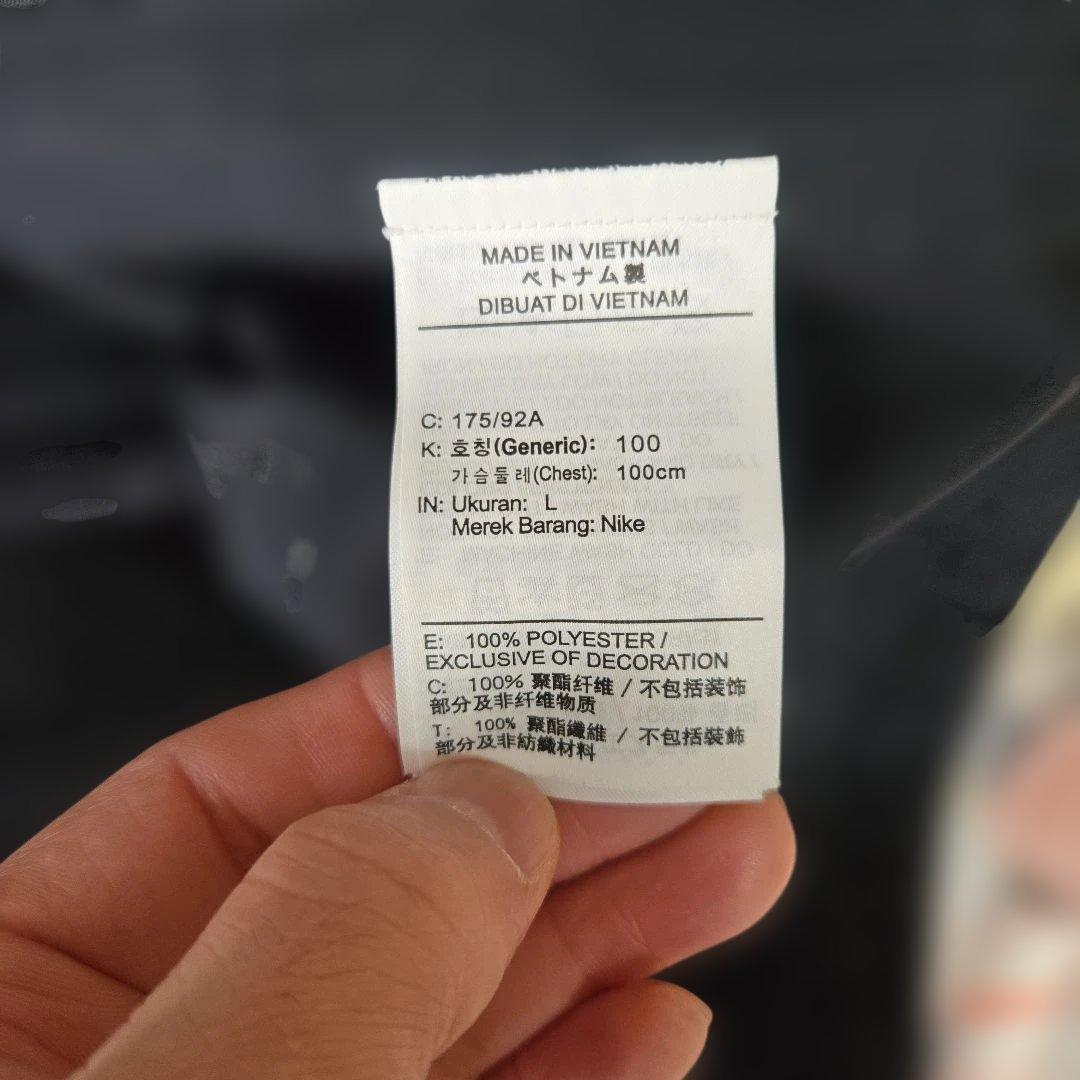 MADE IN VIETNAM
ベトナム製
DIBUAT DI VIETNAM
C: 175/92A
K: 호칭(Generic): 100
가슴둘레(Chest): 100cm
IN: Ukuran: L
Merek Barang: Nike
E: 100% POLYESTER /
EXCLUSIVE OF DECORATION
C: 100% 聚酯纤维 / 不包括装饰
部分及非纤维物质
T: 100% 聚酯纖維 / 不包括裝飾
部分及非紡織材料